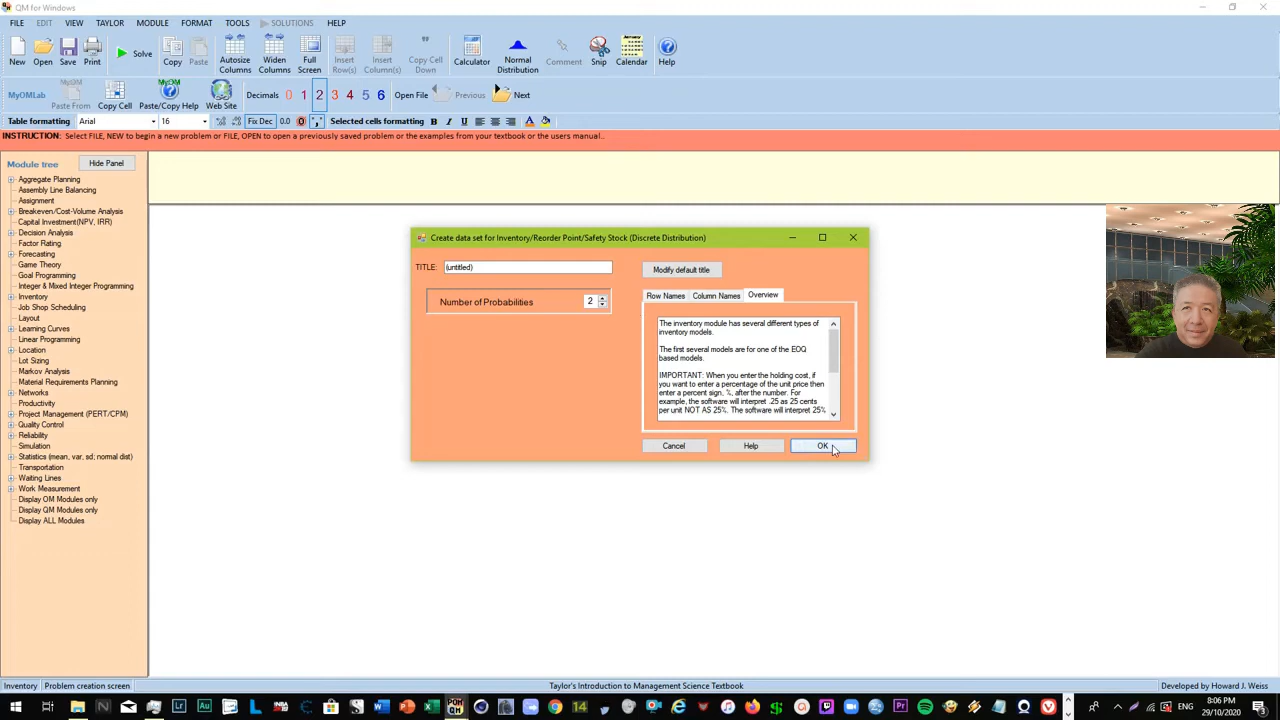 QM for Windows
FILE EDIT VIEW TAYLOR MODULE FORMAT TOOLS SOLUTIONS HELP
New Open Save Print Solve Copy Paste Autosize Columns Widen Columns Full Screen Insert Row(s) Insert Column(s) Copy Cell Down Calculator Normal Distribution Comment Snip Calendar Help
MyOMLab Paste From Copy Cell Paste/Copy Help Web Site Decimals 0 1 2 3 4 5 6 Open File Previous Next
Table formatting Arial 16 Fix Dec 0.0 Selected cells formatting B I U A
INSTRUCTION: Select FILE, NEW to begin a new problem or FILE, OPEN to open a previously saved problem or the examples from your textbook or the users manual..
Module tree Hide Panel
Aggregate Planning
Assembly Line Balancing
Assignment
Breakeven/Cost-Volume Analysis
Capital Investment(NPV, IRR)
Decision Analysis
Factor Rating
Forecasting
Game Theory
Goal Programming
Integer & Mixed Integer Programming
Inventory
Job Shop Scheduling
Layout
Learning Curves
Linear Programming
Location
Lot Sizing
Markov Analysis
Material Requirements Planning
Networks
Productivity
Project Management (PERT/CPM)
Quality Control
Reliability
Simulation
Statistics (mean, var, sd; normal dist)
Transportation
Waiting Lines
Work Measurement
Display OM Modules only
Display QM Modules only
Display ALL Modules
Create data set for Inventory/Reorder Point/Safety Stock (Discrete Distribution)
TITLE: (untitled) Modify default title
Number of Probabilities 2
Row Names Column Names Overview
The inventory module has several different types of
inventory models.
The first several models are for one of the EOQ
based models.
IMPORTANT: When you enter the holding cost, if
you want to enter a percentage of the unit price then
enter a percent sign, %, after the number. For
example, the software will interpret .25 as 25 cents
per unit NOT AS 25%. The software will interpret 25%
Cancel Help OK
Inventory Problem creation screen Taylor's Introduction to Management Science Textbook Developed by Howard J. Weiss
8:06 PM
29/10/2020